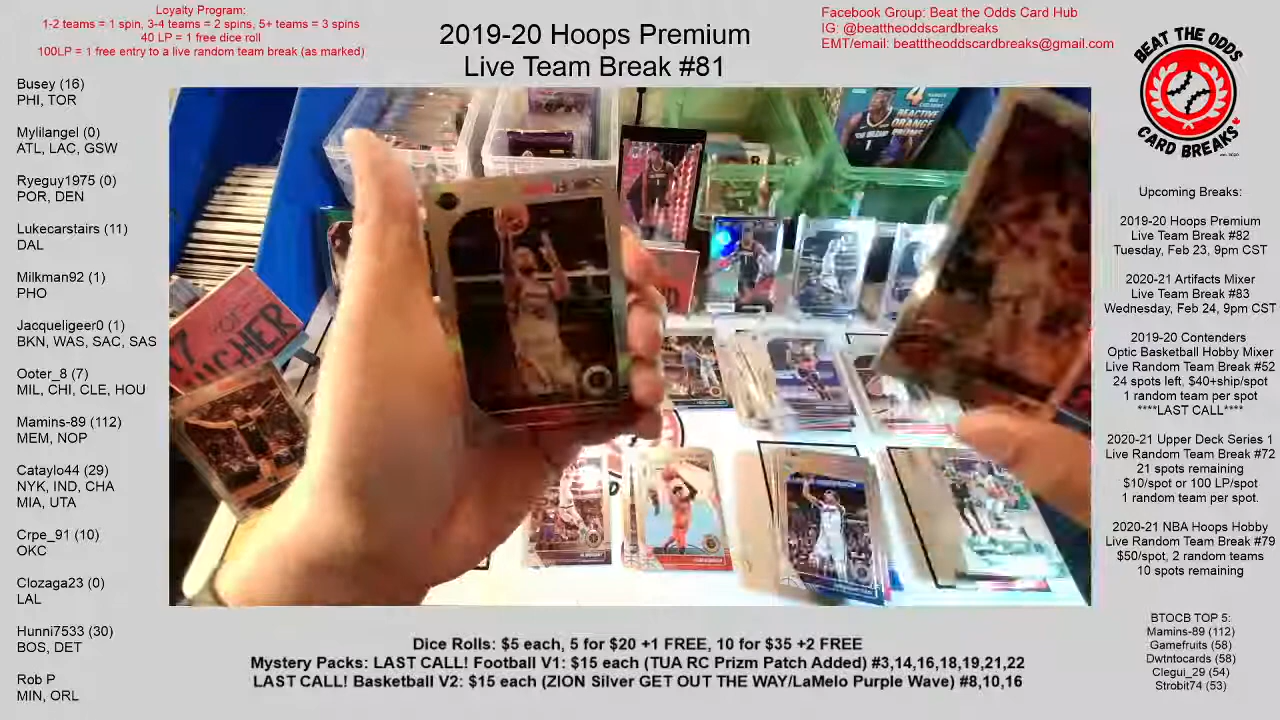 Loyalty Program:
1-2 teams = 1 spin, 3-4 teams = 2 spins, 5+ teams = 3 spins
40 LP = 1 free dice roll
100LP = 1 free entry to a live random team break (as marked)
2019-20 Hoops Premium
Live Team Break #81
Facebook Group: Beat the Odds Card Hub
IG: @beattheoddscardbreaks
EMT/email: beattheoddscardbreaks@gmail.com
BEAT THE ODDS
CARD BREAKS
Busey (16)
PHI, TOR
Mylilangel (0)
ATL, LAC, GSW
Ryeguy1975 (0)
POR, DEN
Lukecarstairs (11)
DAL
Milkman92 (1)
PHO
Jacqueligeer0 (1)
BKN, WAS, SAC, SAS
Ooter_8 (7)
MIL, CHI, CLE, HOU
Mamins-89 (112)
MEM, NOP
Cataylo44 (29)
NYK, IND, CHA
MIA, UTA
Crpe_91 (10)
OKC
Clozaga23 (0)
LAL
Hunni7533 (30)
BOS, DET
Rob P
MIN, ORL
4
REACTIVE
ORANGE
PRIZMS
Upcoming Breaks:
2019-20 Hoops Premium
Live Team Break #82
Tuesday, Feb 23, 9pm CST
2020-21 Artifacts Mixer
Live Team Break #83
Wednesday, Feb 24, 9pm CST
2019-20 Contenders
Optic Basketball Hobby Mixer
Live Random Team Break #52
24 spots left, $40+ship/spot
1 random team per spot
****LAST CALL****
2020-21 Upper Deck Series 1
Live Random Team Break #72
21 spots remaining
$10/spot or 100 LP/spot
1 random team per spot.
2020-21 NBA Hoops Hobby
Live Random Team Break #79
$50/spot, 2 random teams
10 spots remaining
BTOCB TOP 5:
Mamins-89 (112)
Gamefruits (58)
Dwtntocards (58)
Clegui_29 (54)
Strobit74 (53)
Dice Rolls: $5 each, 5 for $20 +1 FREE, 10 for $35 +2 FREE
Mystery Packs: LAST CALL! Football V1: $15 each (TUA RC Prizm Patch Added) #3,14,16,18,19,21,22
LAST CALL! Basketball V2: $15 each (ZION Silver GET OUT THE WAY/LaMelo Purple Wave) #8,10,16